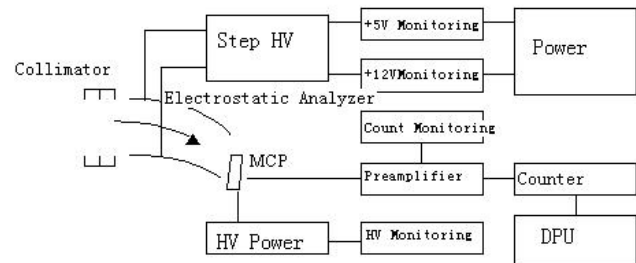 Step HV
+5V Monitoring
Power
+12VMonitoring
Collimator
Electrostatic Analyzer
Count Monitoring
MCP
Preamplifier
Counter
HV Power
HV Monitoring
DPU